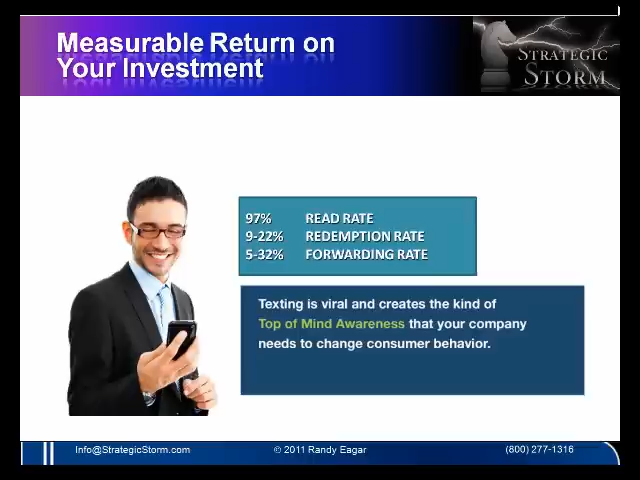 Measurable Return on
Your Investment
STRATEGIC
STORM
97% READ RATE
9-22% REDEMPTION RATE
5-32% FORWARDING RATE
Texting is viral and creates the kind of
Top of Mind Awareness that your company
needs to change consumer behavior.
Info@StrategicStorm.com © 2011 Randy Eagar (800) 277-1316